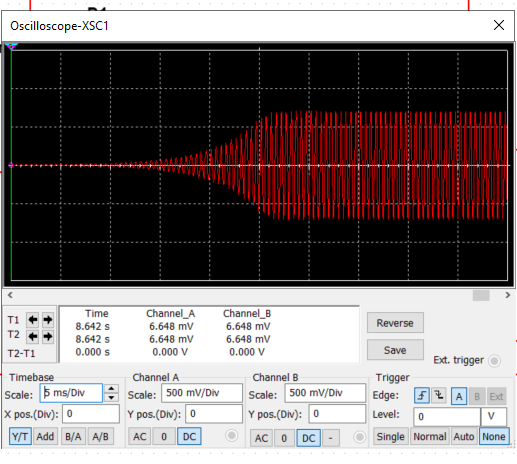 Oscilloscope-XSC1
Time Channel_A Channel_B
T1 8.642 s 6.648 mV 6.648 mV
T2 8.642 s 6.648 mV 6.648 mV
T2-T1 0.000 s 0.000 V 0.000 V
Reverse
Save
Ext. trigger
Timebase
Scale: 5 ms/Div
X pos.(Div): 0
Y/T Add B/A A/B
Channel A
Scale: 500 mV/Div
Y pos.(Div): 0
AC 0 DC
Channel B
Scale: 500 mV/Div
Y pos.(Div): 0
AC 0 DC -
Trigger
Edge: A B Ext
Level: 0 V
Single Normal Auto None